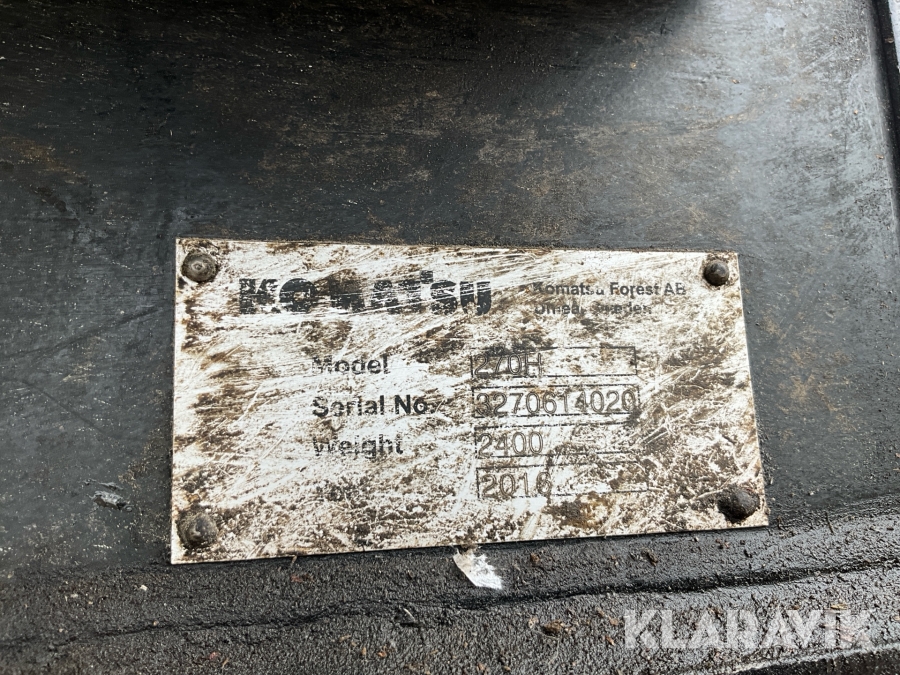 KOMATSU
Komatsu Forest AB
Umeå, Sweden
Model 270H
Serial No. 3270614020
Weight 2400
2016
KLARAVIK